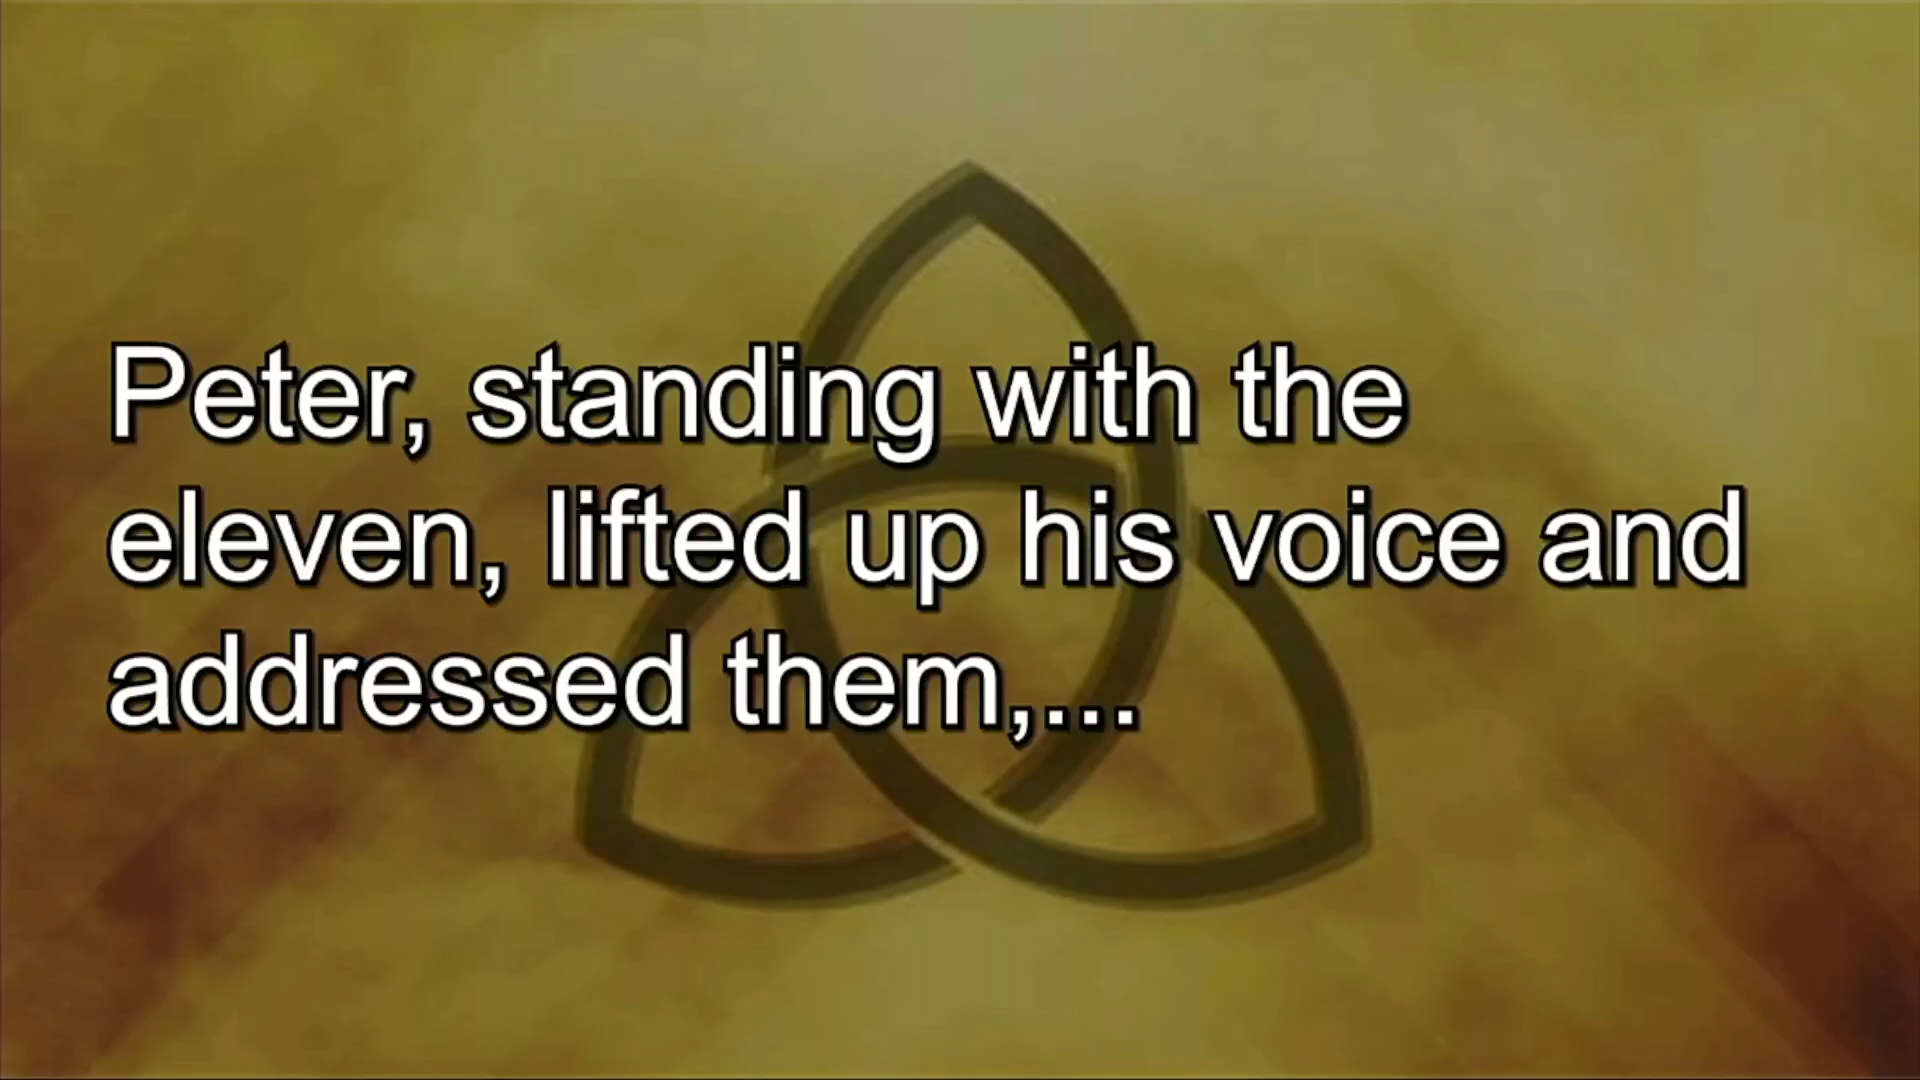 Peter, standing with the
eleven, lifted up his voice and
addressed them,...